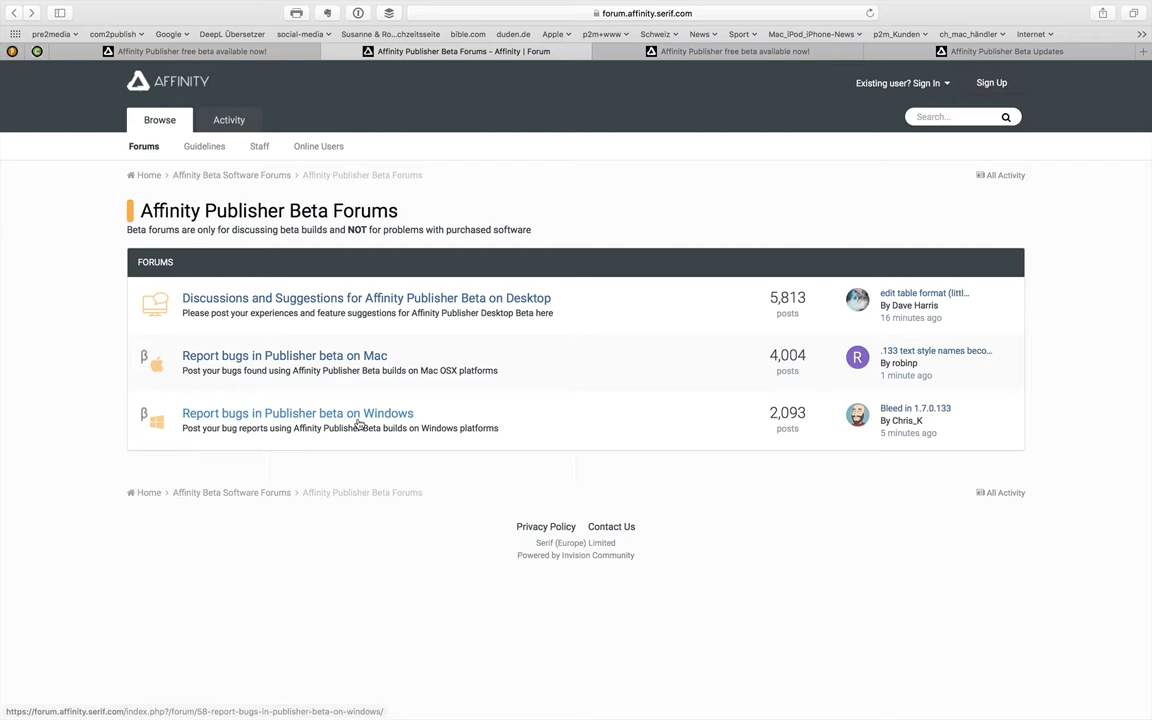 forum.affinity.serif.com
pre2media com2publish Google DeepL Übersetzer social-media Susanne & Ro...chzeitsseite bible.com duden.de Apple p2m+www Schweiz News Sport Mac_iPod_iPhone-News p2m_Kunden ch_mac_händler Internet
Affinity Publisher free beta available now! Affinity Publisher Beta Forums - Affinity | Forum Affinity Publisher free beta available now! Affinity Publisher Beta Updates
AFFINITY
Existing user? Sign In Sign Up
Browse Activity
Search...
Forums Guidelines Staff Online Users
Home > Affinity Beta Software Forums > Affinity Publisher Beta Forums
All Activity
Affinity Publisher Beta Forums
Beta forums are only for discussing beta builds and NOT for problems with purchased software
FORUMS
Discussions and Suggestions for Affinity Publisher Beta on Desktop
Please post your experiences and feature suggestions for Affinity Publisher Desktop Beta here
5,813
posts
edit table format (littl...
By Dave Harris
16 minutes ago
β
Report bugs in Publisher beta on Mac
Post your bugs found using Affinity Publisher Beta builds on Mac OSX platforms
4,004
posts
R
.133 text style names beco...
By robinp
1 minute ago
β
Report bugs in Publisher beta on Windows
Post your bug reports using Affinity Publisher Beta builds on Windows platforms
2,093
posts
Bleed in 1.7.0.133
By Chris_K
5 minutes ago
Home > Affinity Beta Software Forums > Affinity Publisher Beta Forums
All Activity
Privacy Policy Contact Us
Serif (Europe) Limited
Powered by Invision Community
https://forum.affinity.serif.com/index.php?/forum/58-report-bugs-in-publisher-beta-on-windows/